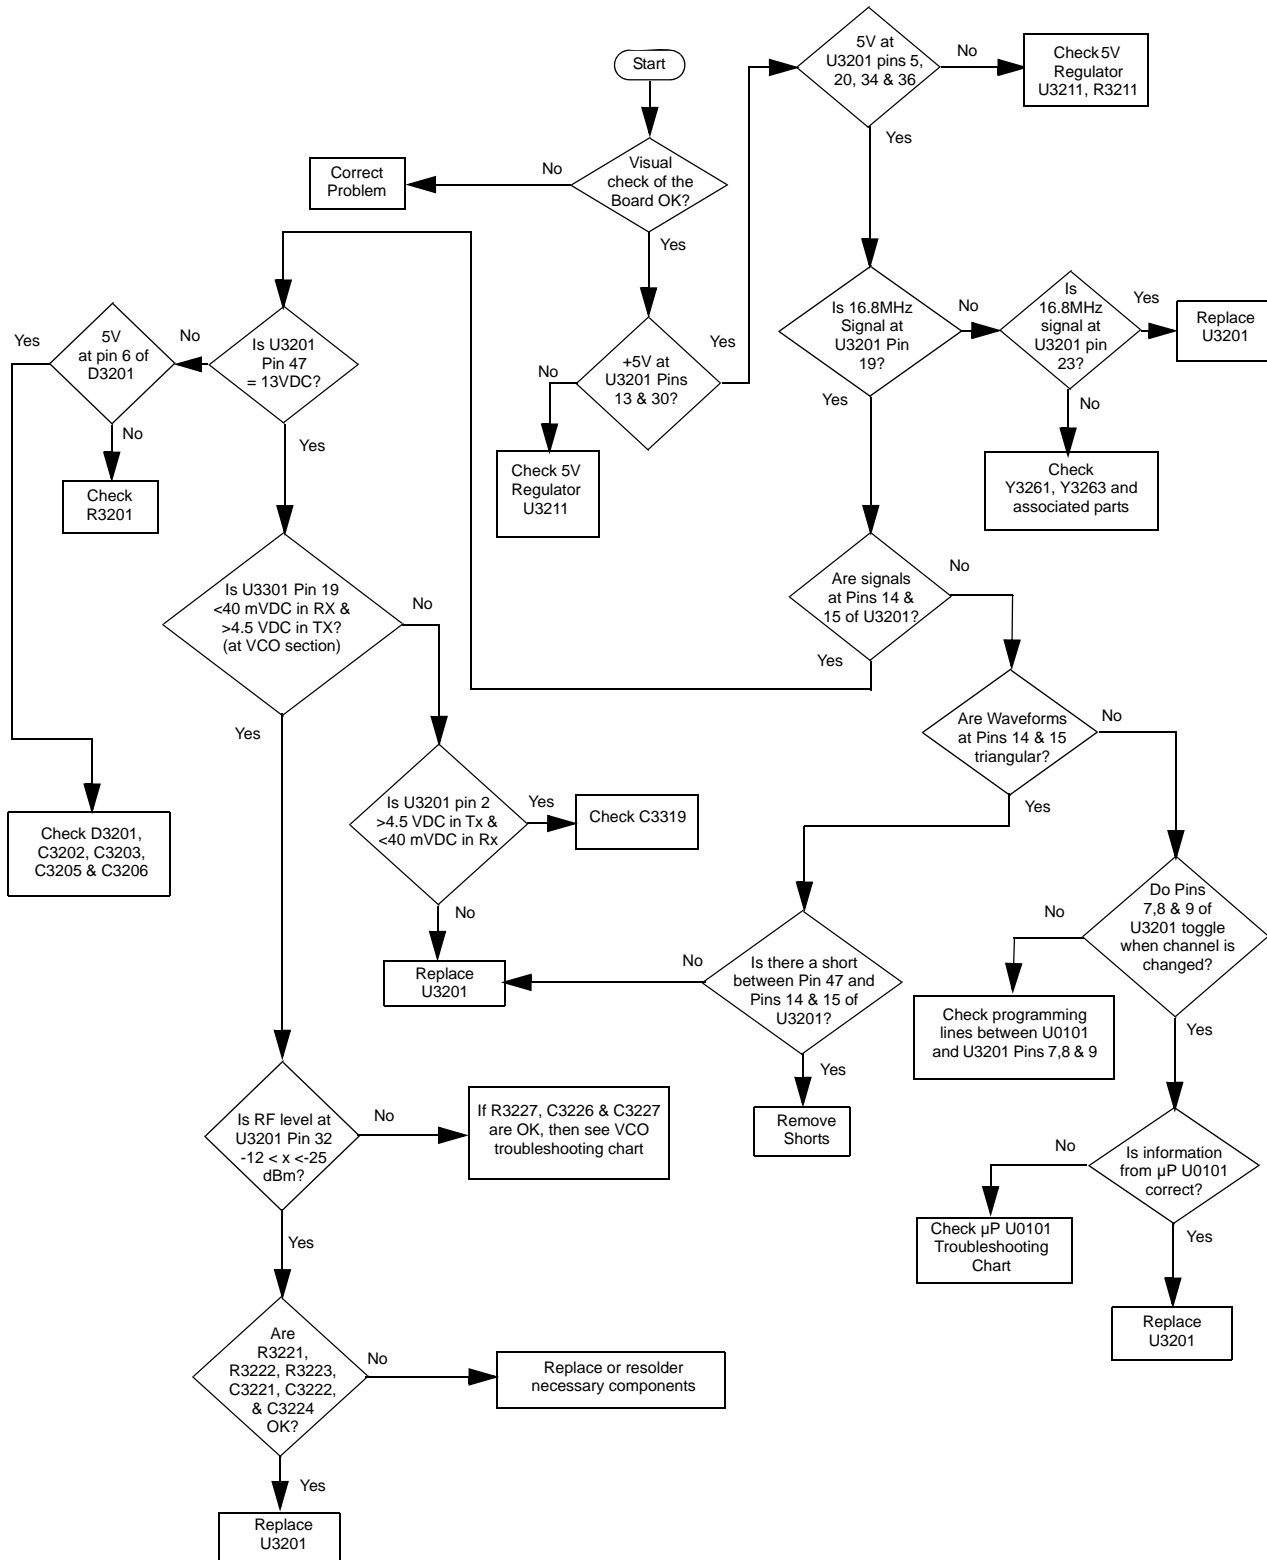 Start
Visual
check of the
Board OK?
No
Correct
Problem
Yes
+5V at
U3201 Pins
13 & 30?
No
Check 5V
Regulator
U3211
Yes
5V at
U3201 pins 5,
20, 34 & 36
No
Check 5V
Regulator
U3211, R3211
Yes
Is 16.8MHz
Signal at
U3201 Pin
19?
No
Is
16.8MHz
signal at
U3201 pin
23?
Yes
Replace
U3201
No
Check
Y3261, Y3263 and
associated parts
Yes
Are signals
at Pins 14 &
15 of U3201?
No
Are Waveforms
at Pins 14 & 15
triangular?
No
Do Pins
7,8 & 9 of
U3201 toggle
when channel is
changed?
No
Check programming
lines between U0101
and U3201 Pins 7,8 & 9
Yes
Is information
from µP U0101
correct?
No
Check µP U0101
Troubleshooting
Chart
Yes
Replace
U3201
Yes
Is there a short
between Pin 47 and
Pins 14 & 15 of
U3201?
No
Replace
U3201
Yes
Remove
Shorts
Yes
Is U3201
Pin 47
= 13VDC?
No
5V
at pin 6 of
D3201
Yes
Check D3201,
C3202, C3203,
C3205 & C3206
No
Check
R3201
Yes
Is U3301 Pin 19
<40 mVDC in RX &
>4.5 VDC in TX?
(at VCO section)
No
Is U3201 pin 2
>4.5 VDC in Tx &
<40 mVDC in Rx
Yes
Check C3319
No
Yes
Is RF level at
U3201 Pin 32
-12 < x <-25
dBm?
No
If R3227, C3226 & C3227
are OK, then see VCO
troubleshooting chart
Yes
Are
R3221,
R3222, R3223,
C3221, C3222,
& C3224
OK?
No
Replace or resolder
necessary components
Yes
Replace
U3201